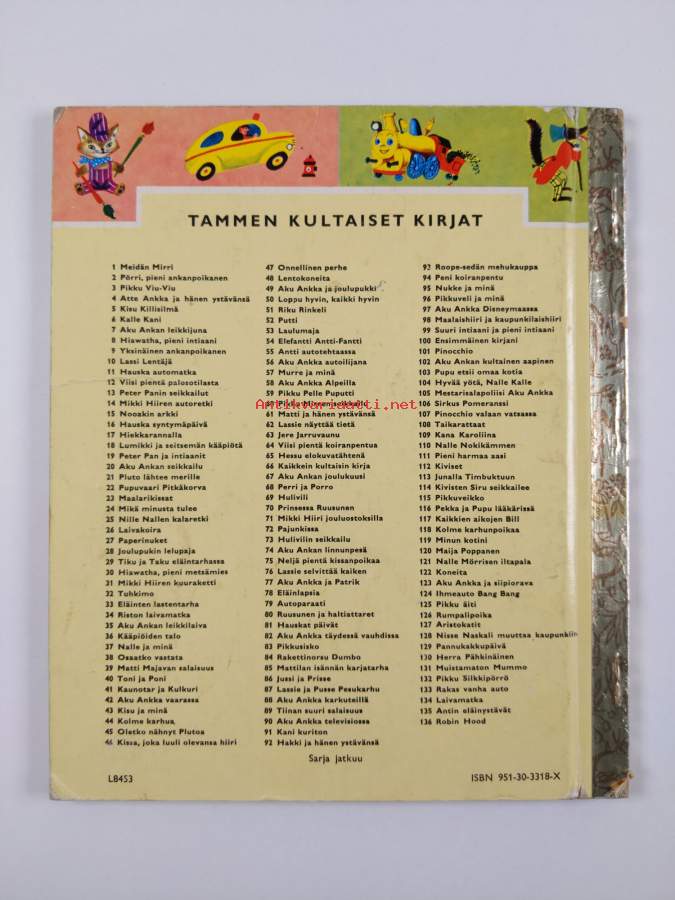 TAMMEN KULTAISET KIRJAT
1 Meidän Mirri
2 Pörri, pieni ankanpoikanen
3 Pikku Viu-Viu
4 Atte Ankka ja hänen ystävänsä
5 Kisu Killisilmä
6 Kalle Kani
7 Aku Ankan leikkijuna
8 Hiawatha, pieni intiaani
9 Yksinäinen ankanpoikanen
10 Lassi Lentäjä
11 Hauska automatka
12 Viisi pientä palosotilasta
13 Peter Panin seikkailut
14 Mikki Hiiren autoretki
15 Nooakin arkki
16 Hauska syntymäpäivä
17 Hiekkarannalla
18 Lumikki ja seitsemän kääpiötä
19 Peter Pan ja intiaanit
20 Aku Ankan seikkailu
21 Pluto lähtee merille
22 Pupuvaari Pitkäkorva
23 Maalarikissat
24 Mikä minusta tulee
25 Nille Nallen kalaretki
26 Laivakoira
27 Paperinuket
28 Joulupukin lelupaja
29 Tiku ja Taku eläintarhassa
30 Hiawatha, pieni metsämies
31 Mikki Hiiren kuuraketti
32 Tuhkimo
33 Eläinten lastentarha
34 Riston laivamatka
35 Aku Ankan leikkilaiva
36 Kääpiöiden talo
37 Nalle ja minä
38 Osaatko vastata
39 Matti Majavan salaisuus
40 Toni ja Poni
41 Kaunotar ja Kulkuri
42 Aku Ankka vaarassa
43 Kisu ja minä
44 Kolme karhua
45 Oletko nähnyt Plutoa
46 Kissa, joka luuli olevansa hiiri
47 Onnellinen perhe
48 Lentokoneita
49 Aku Ankka ja joulupukki
50 Loppu hyvin, kaikki hyvin
51 Riku Rinkeli
52 Putti
53 Laulumaja
54 Elefantti Antti-Fantti
55 Antti autotehtaassa
56 Aku Ankka autoilijana
57 Murre ja minä
58 Aku Ankka Alpeilla
59 Pikku Pelle Puputti
60
61 Matti ja hänen ystävänsä
62 Lassie näyttää tietä
63 Jere Jarruvaunu
64 Viisi pientä koiranpentua
65 Hessu elokuvatähtenä
66 Kaikkein kultaisin kirja
67 Aku Ankan joulukuusi
68 Perri ja Porro
69 Hulivili
70 Prinsessa Ruusunen
71 Mikki Hiiri jouluostoksilla
72 Pajunkissa
73 Hulivilin seikkailu
74 Aku Ankan linnunpesä
75 Neljä pientä kissanpoikaa
76 Lassie selvittää kaiken
77 Aku Ankka ja Patrik
78 Eläinlapsia
79 Autoparaati
80 Ruusunen ja haltiattaret
81 Hauskat päivät
82 Aku Ankka täydessä vauhdissa
83 Pikkusisko
84 Rakettinorsu Dumbo
85 Mattilan isännän karjatarha
86 Jussi ja Prisse
87 Lassie ja Pusse Pesukarhu
88 Aku Ankka karkuteillä
89 Tiinan suuri salaisuus
90 Aku Ankka televisiossa
91 Kani kuriton
92 Hakki ja hänen ystävänsä
93 Roope-sedän mehukauppa
94 Peni koiranpentu
95 Nukke ja minä
96 Pikkuveli ja minä
97 Aku Ankka Disneymaassa
98 Maalaishiiri ja kaupunkilaishiiri
99 Suuri intiaani ja pieni intiaani
100 Ensimmäinen kirjani
101 Pinocchio
102 Aku Ankan kultainen aapinen
103 Pupu etsii omaa kotia
104 Hyvää yötä, Nalle Kalle
105 Mestarisalapoliisi Aku Ankka
106 Sirkus Pomeranssi
107 Pinocchio valaan vatsassa
108 Taikarattaat
109 Kana Karoliina
110 Nalle Nokikämmen
111 Pieni harmaa aasi
112 Kiviset
113 Junalla Timbuktuun
114 Kivisten Siru seikkailee
115 Pikkuveikko
116 Pekka ja Pupu lääkärissä
117 Kaikkien aikojen Bill
118 Kolme karhunpoikaa
119 Minun kotini
120 Maija Poppanen
121 Nalle Mörrisen iltapala
122 Koneita
123 Aku Ankka ja siipiorava
124 Ihmeauto Bang Bang
125 Pikku äiti
126 Rumpalipoika
127 Aristokatit
128 Nisse Naskali muuttaa kaupunkiin
129 Pannukakkupäivä
130 Herra Pähkinäinen
131 Muistamaton Mummo
132 Pikku Silkkipörrö
133 Rakas vanha auto
134 Laivamatka
135 Antin eläinystävät
136 Robin Hood
Sarja jatkuu
L8453
ISBN 951-30-3318-X
Antikvariaatti.net